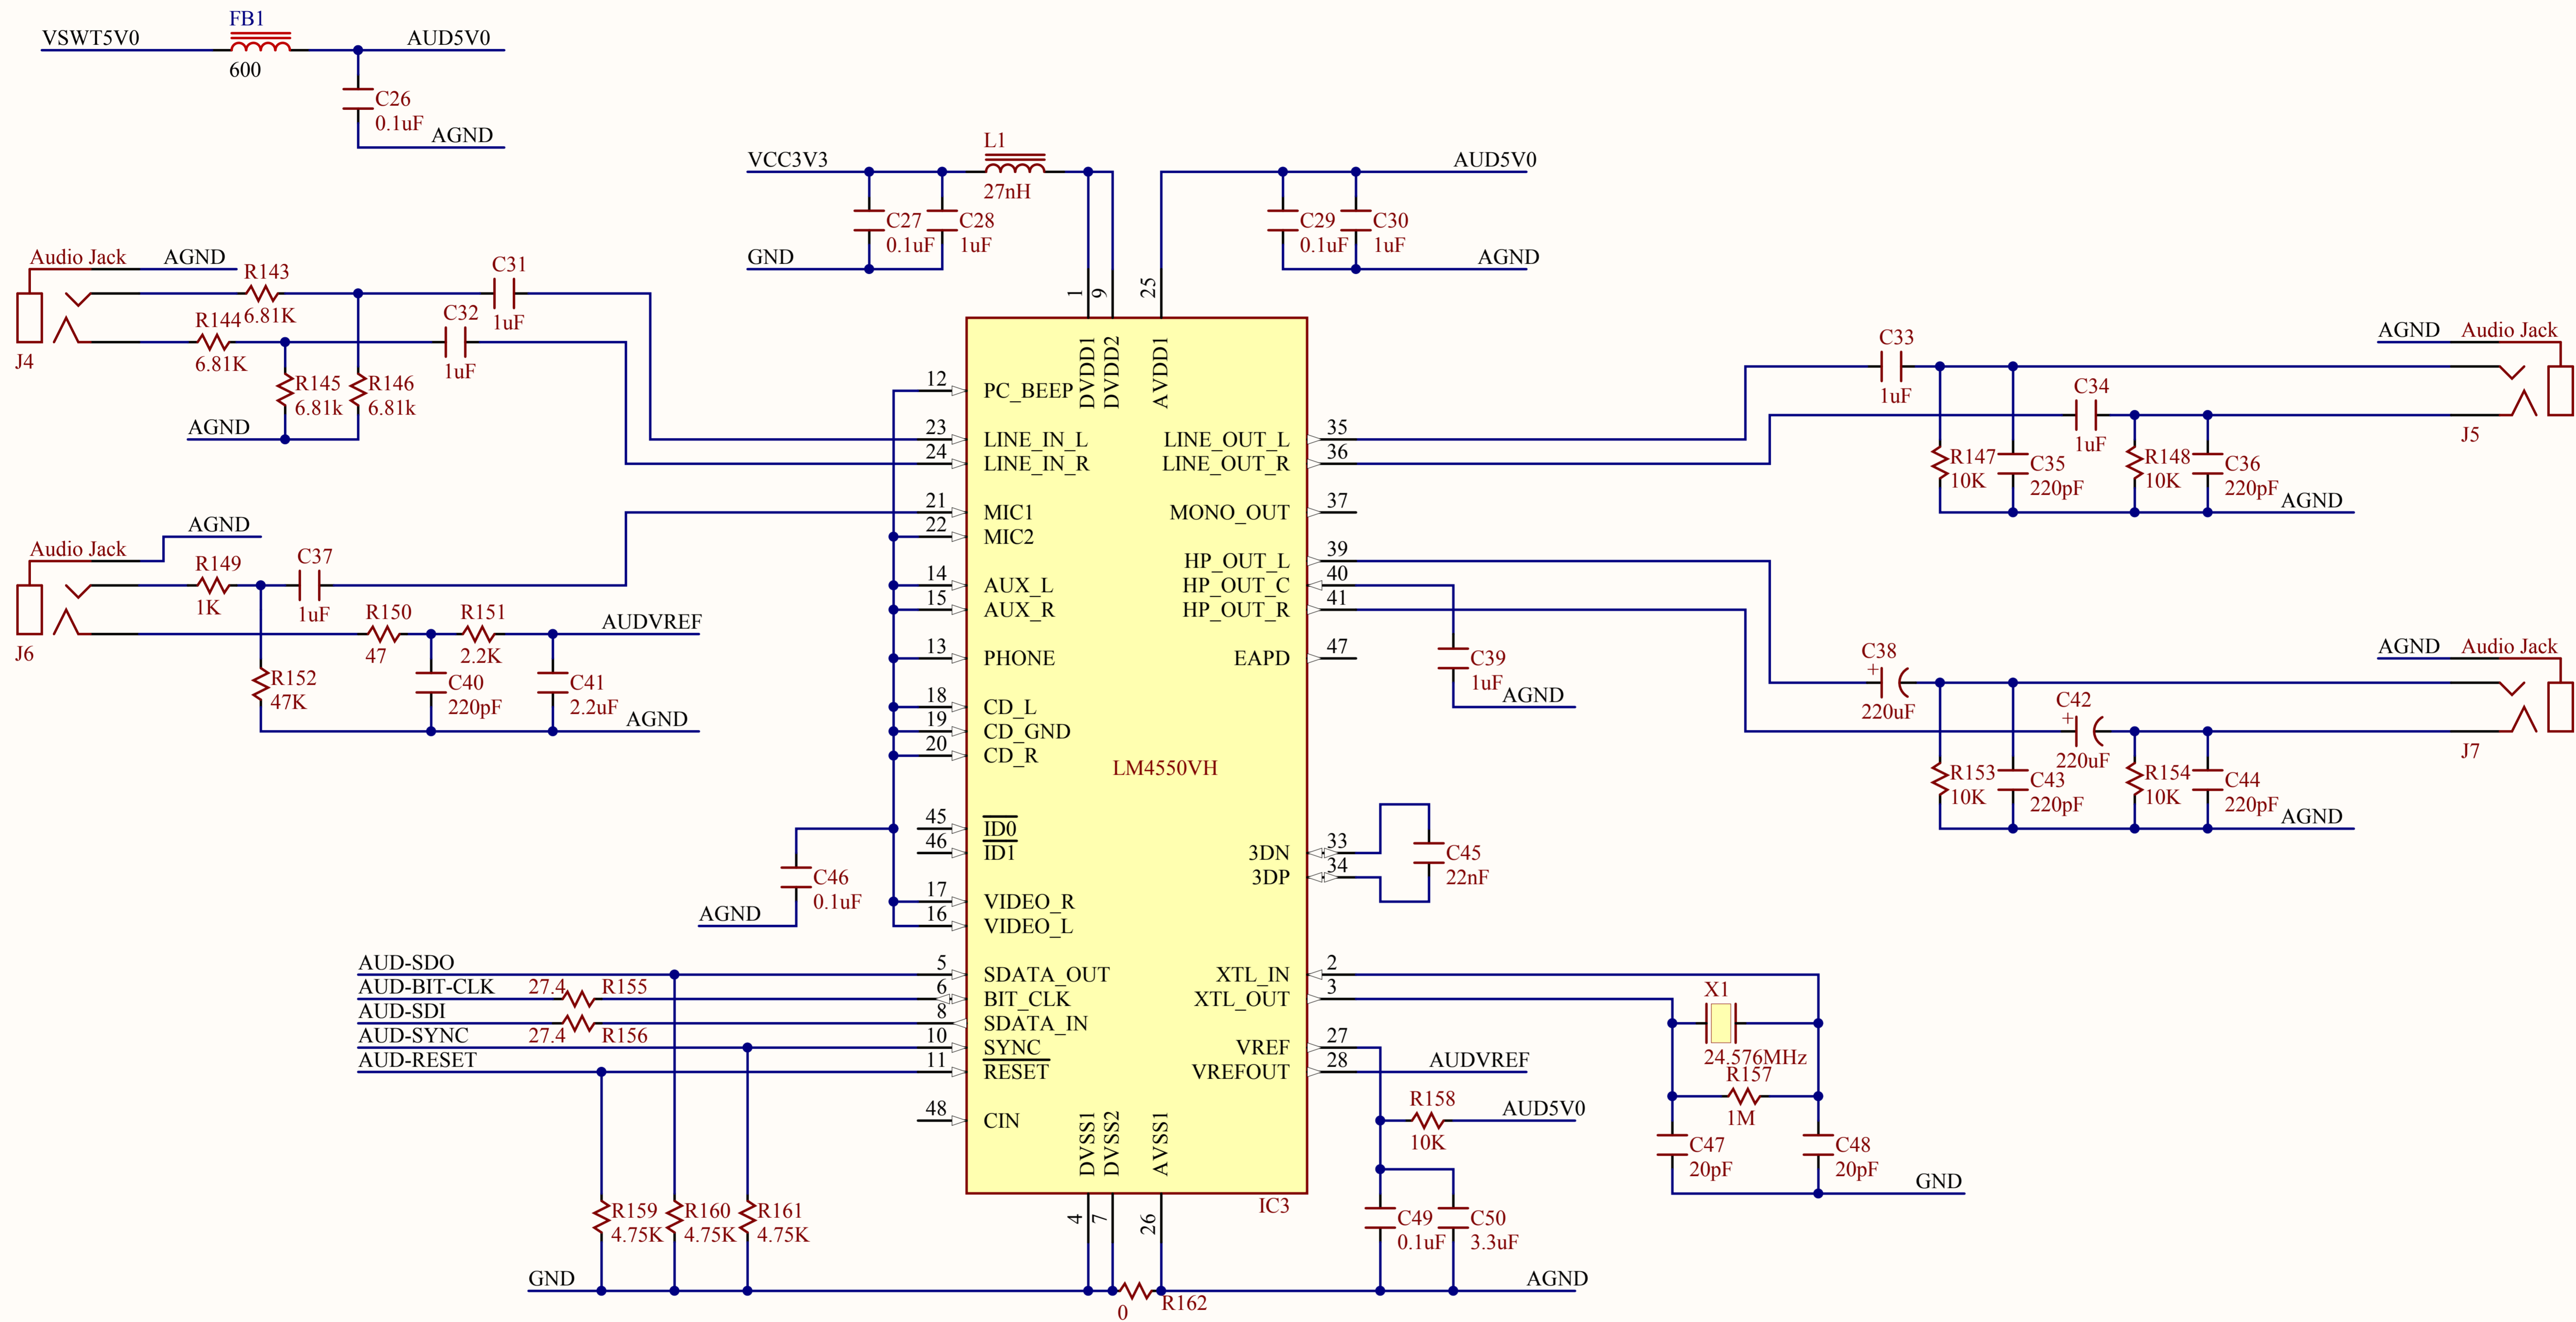 FB1
VSWT5V0
AUD5V0
600
C26
0.1uF
AGND
L1
VCC3V3
27nH
AUD5V0
C27
0.1uF
C28
1uF
GND
C29
0.1uF
C30
1uF
AGND
Audio Jack
AGND
R143
6.81K
C31
1uF
R144
6.81K
C32
1uF
J4
R145
6.81k
R146
6.81k
AGND
Audio Jack
AGND
R149
1K
C37
1uF
J6
R150
47
R151
2.2K
AUDVREF
R152
47K
C40
220pF
C41
2.2uF
AGND
C46
0.1uF
AGND
AUD-SDO
AUD-BIT-CLK
27.4
R155
AUD-SDI
AUD-SYNC
27.4
R156
AUD-RESET
R159
4.75K
R160
4.75K
R161
4.75K
GND
1
9
25
DVDD1
DVDD2
AVDD1
12 PC_BEEP
23 LINE_IN_L
24 LINE_IN_R
21 MIC1
22 MIC2
14 AUX_L
15 AUX_R
13 PHONE
18 CD_L
19 CD_GND
20 CD_R
45 ID0
46 ID1
17 VIDEO_R
16 VIDEO_L
5 SDATA_OUT
6 BIT_CLK
8 SDATA_IN
10 SYNC
11 RESET
48 CIN
LM4550VH
LINE_OUT_L 35
LINE_OUT_R 36
MONO_OUT 37
HP_OUT_L 39
HP_OUT_C 40
HP_OUT_R 41
EAPD 47
3DN 33
3DP 34
XTL_IN 2
XTL_OUT 3
VREF 27
VREFOUT 28
DVSS1
DVSS2
AVSS1
4
7
26
IC3
0
R162
AGND
C39
1uF
AGND
C45
22nF
AUDVREF
R158
10K
AUD5V0
C49
0.1uF
C50
3.3uF
X1
24.576MHz
R157
1M
C47
20pF
C48
20pF
GND
C33
1uF
C34
1uF
AGND
Audio Jack
J5
R147
10K
C35
220pF
R148
10K
C36
220pF
AGND
C38
+
220uF
C42
+
220uF
AGND
Audio Jack
J7
R153
10K
C43
220pF
R154
10K
C44
220pF
AGND